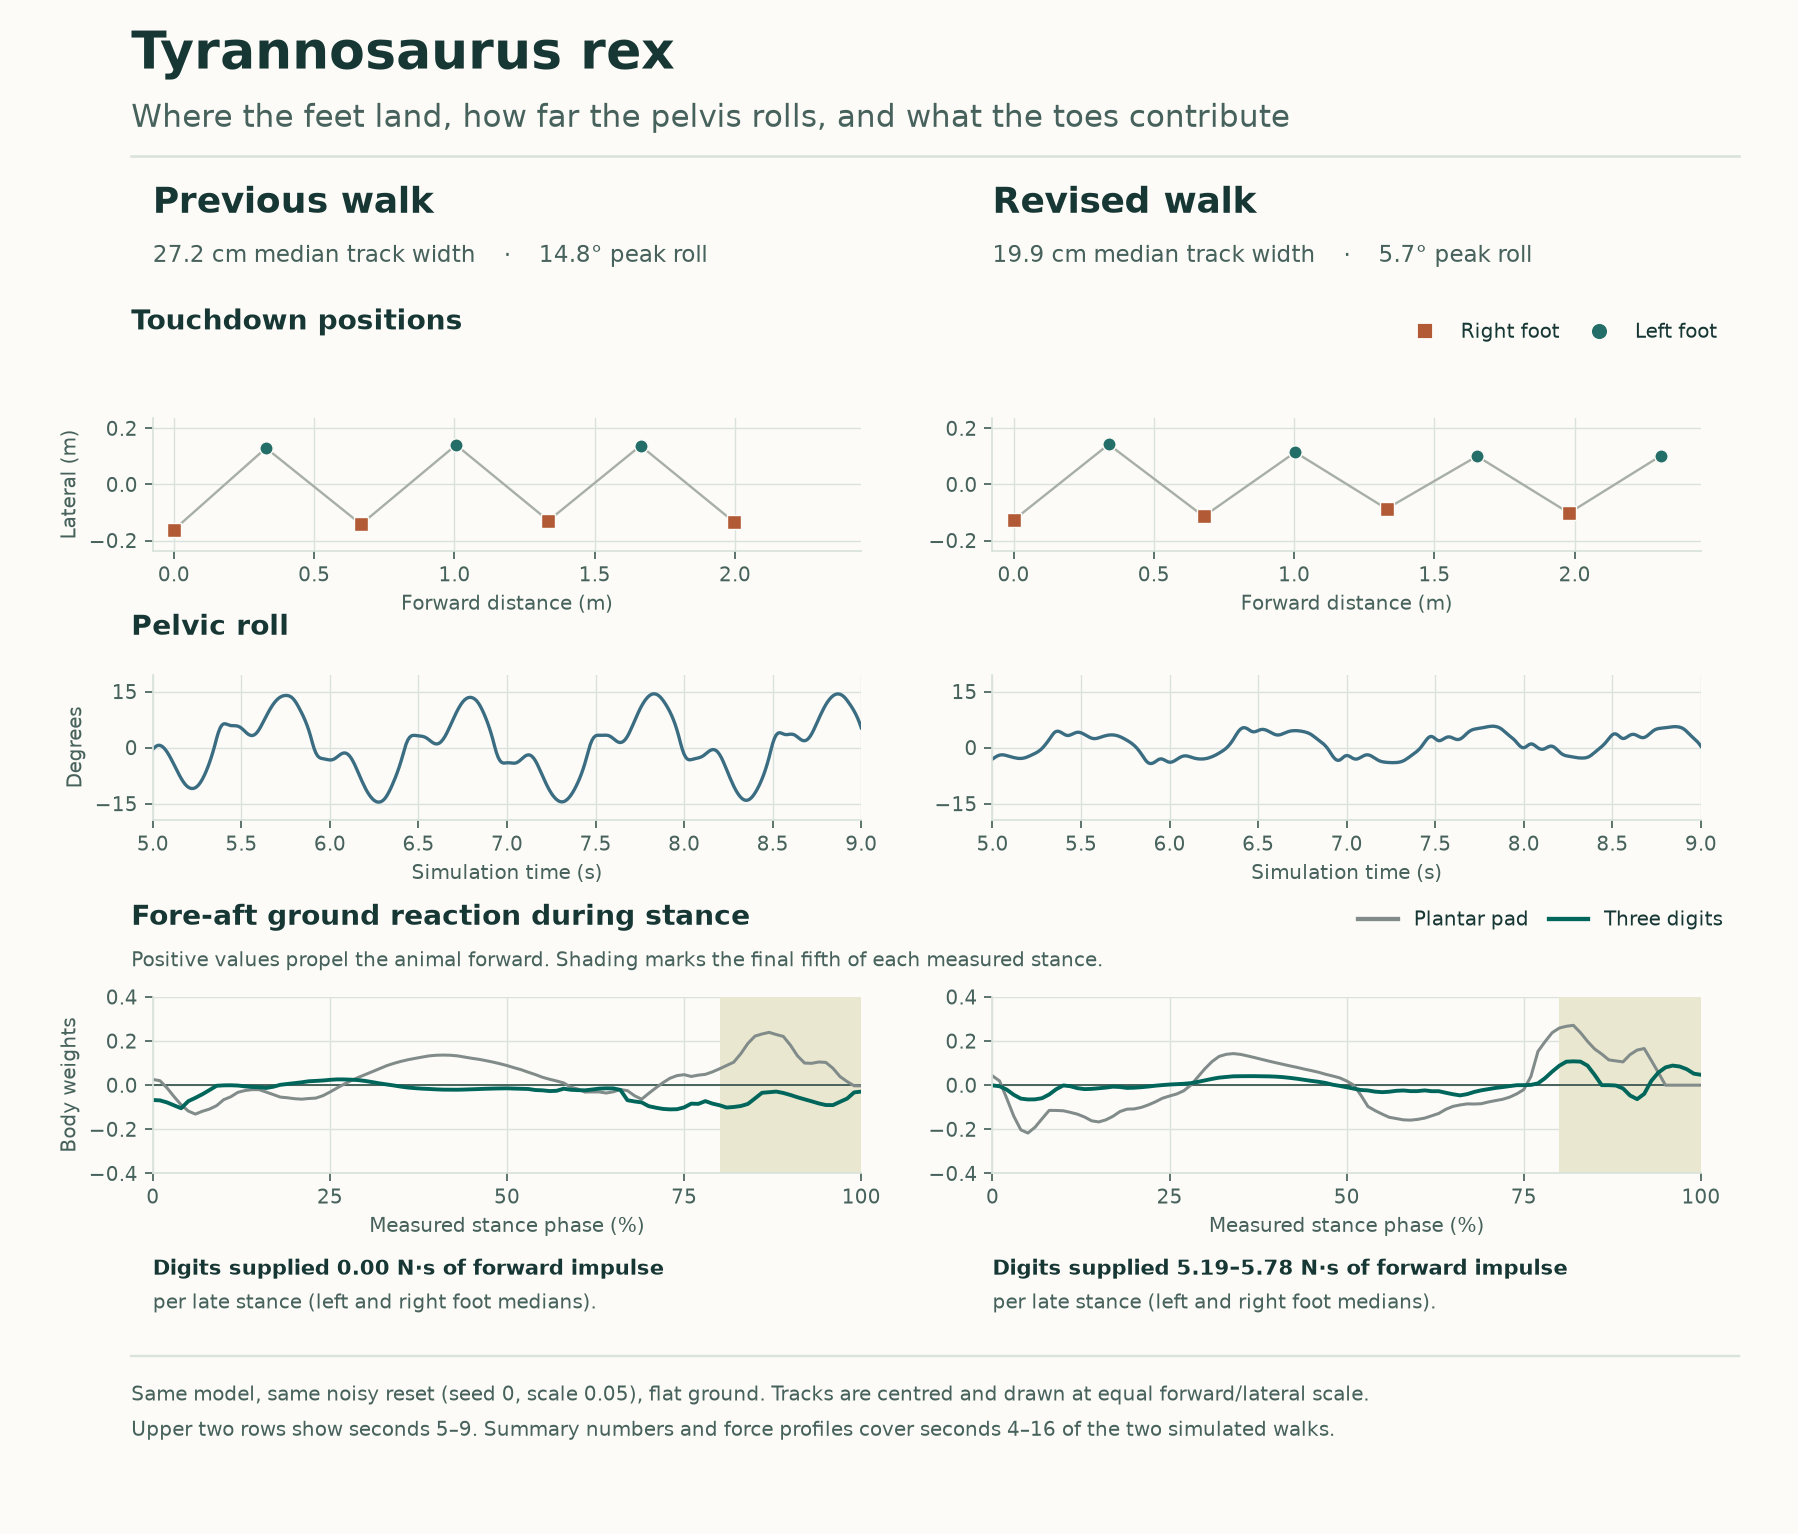 Tyrannosaurus rex
Where the feet land, how far the pelvis rolls, and what the toes contribute
Previous walk
27.2 cm median track width · 14.8° peak roll
Revised walk
19.9 cm median track width · 5.7° peak roll
Touchdown positions
Right foot
Left foot
Lateral (m)
0.2
0.0
−0.2
0.0 0.5 1.0 1.5 2.0
Forward distance (m)
0.2
0.0
−0.2
0.0 0.5 1.0 1.5 2.0
Forward distance (m)
Pelvic roll
Degrees
15
0
−15
5.0 5.5 6.0 6.5 7.0 7.5 8.0 8.5 9.0
Simulation time (s)
15
0
−15
5.0 5.5 6.0 6.5 7.0 7.5 8.0 8.5 9.0
Simulation time (s)
Fore-aft ground reaction during stance
Plantar pad
Three digits
Positive values propel the animal forward. Shading marks the final fifth of each measured stance.
Body weights
0.4
0.2
0.0
−0.2
−0.4
0 25 50 75 100
Measured stance phase (%)
0.4
0.2
0.0
−0.2
−0.4
0 25 50 75 100
Measured stance phase (%)
Digits supplied 0.00 N·s of forward impulse
per late stance (left and right foot medians).
Digits supplied 5.19–5.78 N·s of forward impulse
per late stance (left and right foot medians).
Same model, same noisy reset (seed 0, scale 0.05), flat ground. Tracks are centred and drawn at equal forward/lateral scale.
Upper two rows show seconds 5–9. Summary numbers and force profiles cover seconds 4–16 of the two simulated walks.